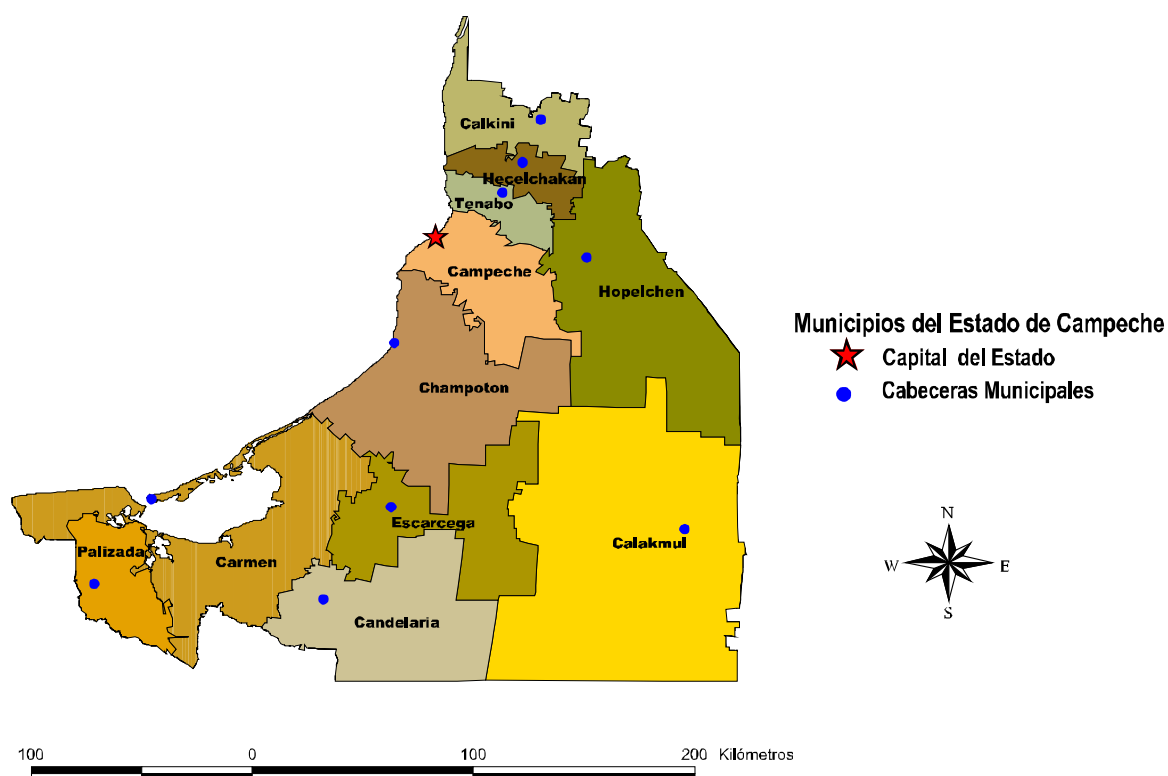 Calkini
Hecelchakan
Tenabo
Campeche
Hopelchen
Municipios del Estado de Campeche
Capital del Estado
Cabeceras Municipales
Champoton
Escarcega
Calakmul
Palizada
Carmen
Candelaria
N
W E
S
100 0 100 200 Kilómetros